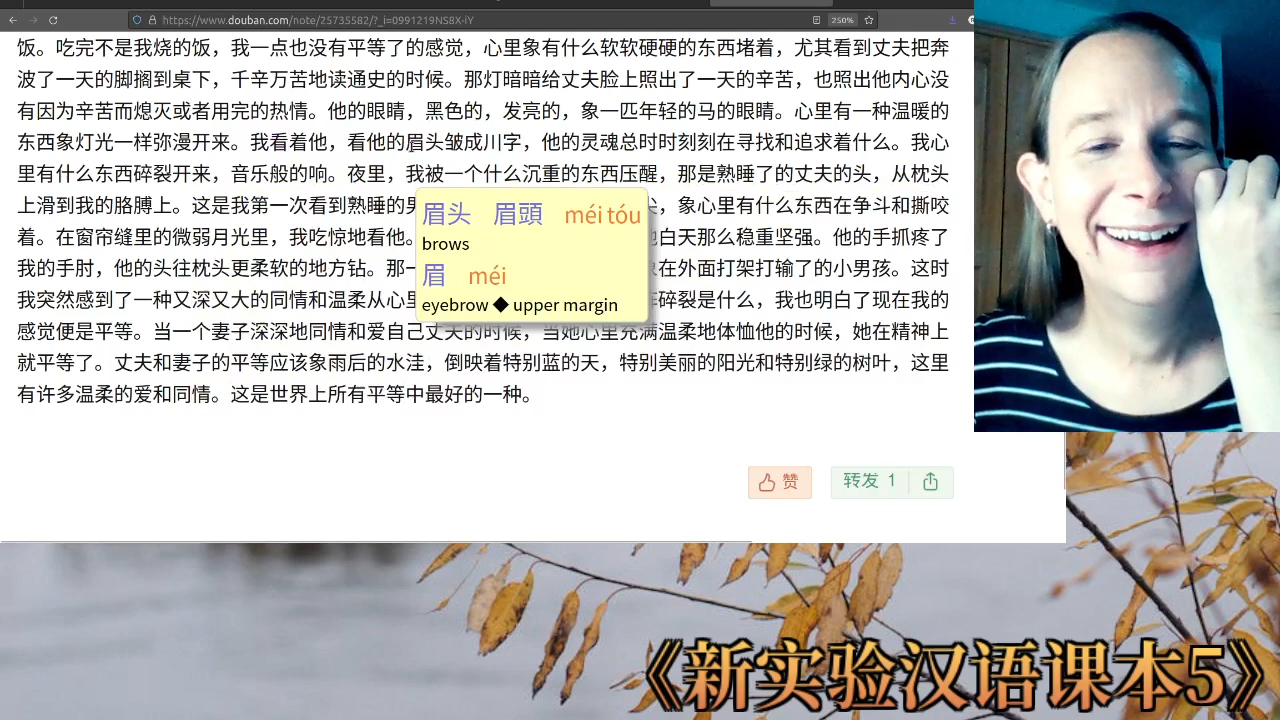 https://www.douban.com/note/25735582/?_i=0991219NS8X-iY
250%
饭。吃完不是我烧的饭，我一点也没有平等了的感觉，心里象有什么软软硬硬的东西堵着，尤其看到丈夫把奔
波了一天的脚搁到桌下，千辛万苦地读通史的时候。那灯暗暗给丈夫脸上照出了一天的辛苦，也照出他内心没
有因为辛苦而熄灭或者用完的热情。他的眼睛，黑色的，发亮的，象一匹年轻的马的眼睛。心里有一种温暖的
东西象灯光一样弥漫开来。我看着他，看他的眉头皱成川字，他的灵魂总时时刻刻在寻找和追求着什么。我心
里有什么东西碎裂开来，音乐般的响。夜里，我被一个什么沉重的东西压醒，那是熟睡了的丈夫的头，从枕头
上滑到我的胳膊上。这是我第一次看到熟睡的男
，象心里有什么东西在争斗和撕咬
着。在窗帘缝里的微弱月光里，我吃惊地看他。
白天那么稳重坚强。他的手抓疼了
我的手肘，他的头往枕头更柔软的地方钻。那一
在外面打架打输了的小男孩。这时
我突然感到了一种又深又大的同情和温柔从心里
碎裂是什么，我也明白了现在我的
感觉便是平等。当一个妻子深深地同情和爱自己丈夫的时候，当她心里充满温柔地体恤他的时候，她在精神上
就平等了。丈夫和妻子的平等应该象雨后的水洼，倒映着特别蓝的天，特别美丽的阳光和特别绿的树叶，这里
有许多温柔的爱和同情。这是世界上所有平等中最好的一种。
眉头 眉頭 méi tóu
brows
眉 méi
eyebrow ◆ upper margin
赞
转发 1
《新实验汉语课本5》